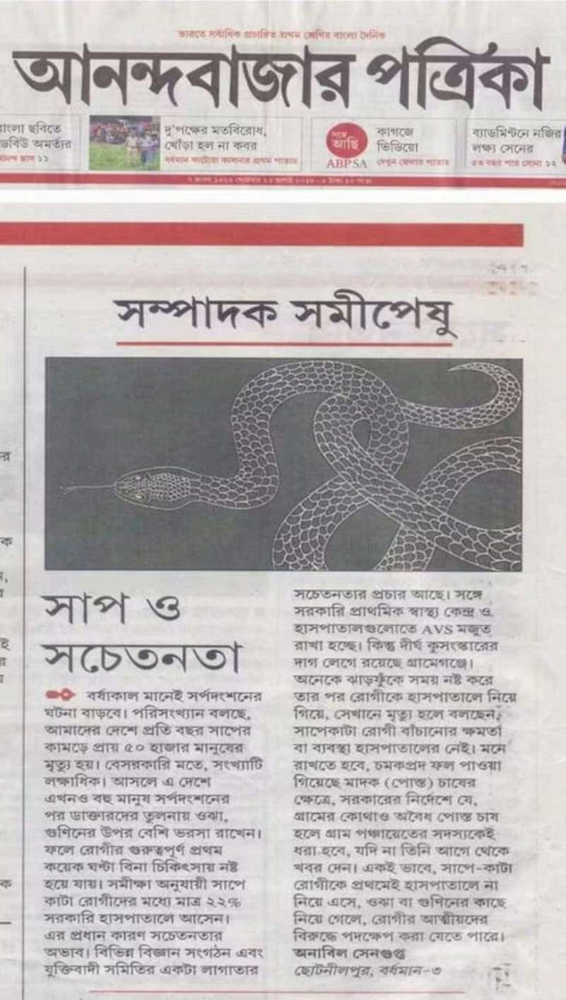 ভারতে সর্বাধিক প্রচারিত প্রথম শ্রেণির বাংলা দৈনিক
আনন্দবাজার পত্রিকা
বাংলা ছবিতে
ডেবিউ অমর্ত্যর
১১
দু'পক্ষের মতবিরোধ,
খোঁড়া হল না কবর
বর্ধমান কাটোয়া কালনার প্রথম পাতায়
সঙ্গে
আছি
ABPSA
কাগজে
ভিডিয়ো
দেখুন খেলার পাতায়
ব্যাডমিন্টনে নজির
লক্ষ্য সেনের
৫৩ বছর পরে সোনা ১২
সম্পাদক সমীপেষু
সাপ ও
সচেতনতা
বর্ষাকাল মানেই সর্পদংশনের
ঘটনা বাড়বে। পরিসংখ্যান বলছে,
আমাদের দেশে প্রতি বছর সাপের
কামড়ে প্রায় ৫০ হাজার মানুষের
মৃত্যু হয়। বেসরকারি মতে, সংখ্যাটি
লক্ষাধিক। আসলে এ দেশে
এখনও বহু মানুষ সর্পদংশনের
পর ডাক্তারদের তুলনায় ওঝা,
গুণিনের উপর বেশি ভরসা রাখেন।
ফলে রোগীর গুরুত্বপূর্ণ প্রথম
কয়েক ঘণ্টা বিনা চিকিৎসায় নষ্ট
হয়ে যায়। সমীক্ষা অনুযায়ী সাপে
কাটা রোগীদের মধ্যে মাত্র ২২%
সরকারি হাসপাতালে আসেন।
এর প্রধান কারণ সচেতনতার
অভাব। বিভিন্ন বিজ্ঞান সংগঠন এবং
যুক্তিবাদী সমিতির একটা লাগাতার
সচেতনতার প্রচার আছে। সঙ্গে
সরকারি প্রাথমিক স্বাস্থ্য কেন্দ্র ও
হাসপাতালগুলোতে AVS মজুত
রাখা হচ্ছে। কিন্তু দীর্ঘ কুসংস্কারের
দাগ লেগে রয়েছে গ্রামেগঞ্জে।
অনেকে ঝাড়ফুঁকে সময় নষ্ট করে
তার পর রোগীকে হাসপাতালে নিয়ে
গিয়ে, সেখানে মৃত্যু হলে বলছেন,
সাপেকাটা রোগী বাঁচানোর ক্ষমতা
বা ব্যবস্থা হাসপাতালের নেই। মনে
রাখতে হবে, চমকপ্রদ ফল পাওয়া
গিয়েছে মাদক (পোস্ত) চাষের
ক্ষেত্রে, সরকারের নির্দেশে যে,
গ্রামের কোথাও অবৈধ পোস্ত চাষ
হলে গ্রাম পঞ্চায়েতের সদস্যকেই
ধরা হবে, যদি না তিনি আগে থেকে
খবর দেন। একই ভাবে, সাপে-কাটা
রোগীকে প্রথমেই হাসপাতালে না
নিয়ে এসে, ওঝা বা গুণিনের কাছে
নিয়ে গেলে, রোগীর আত্মীয়দের
বিরুদ্ধে পদক্ষেপ করা যেতে পারে।
অনাবিল সেনগুপ্ত
ছোটনীলপুর, বর্ধমান-৩